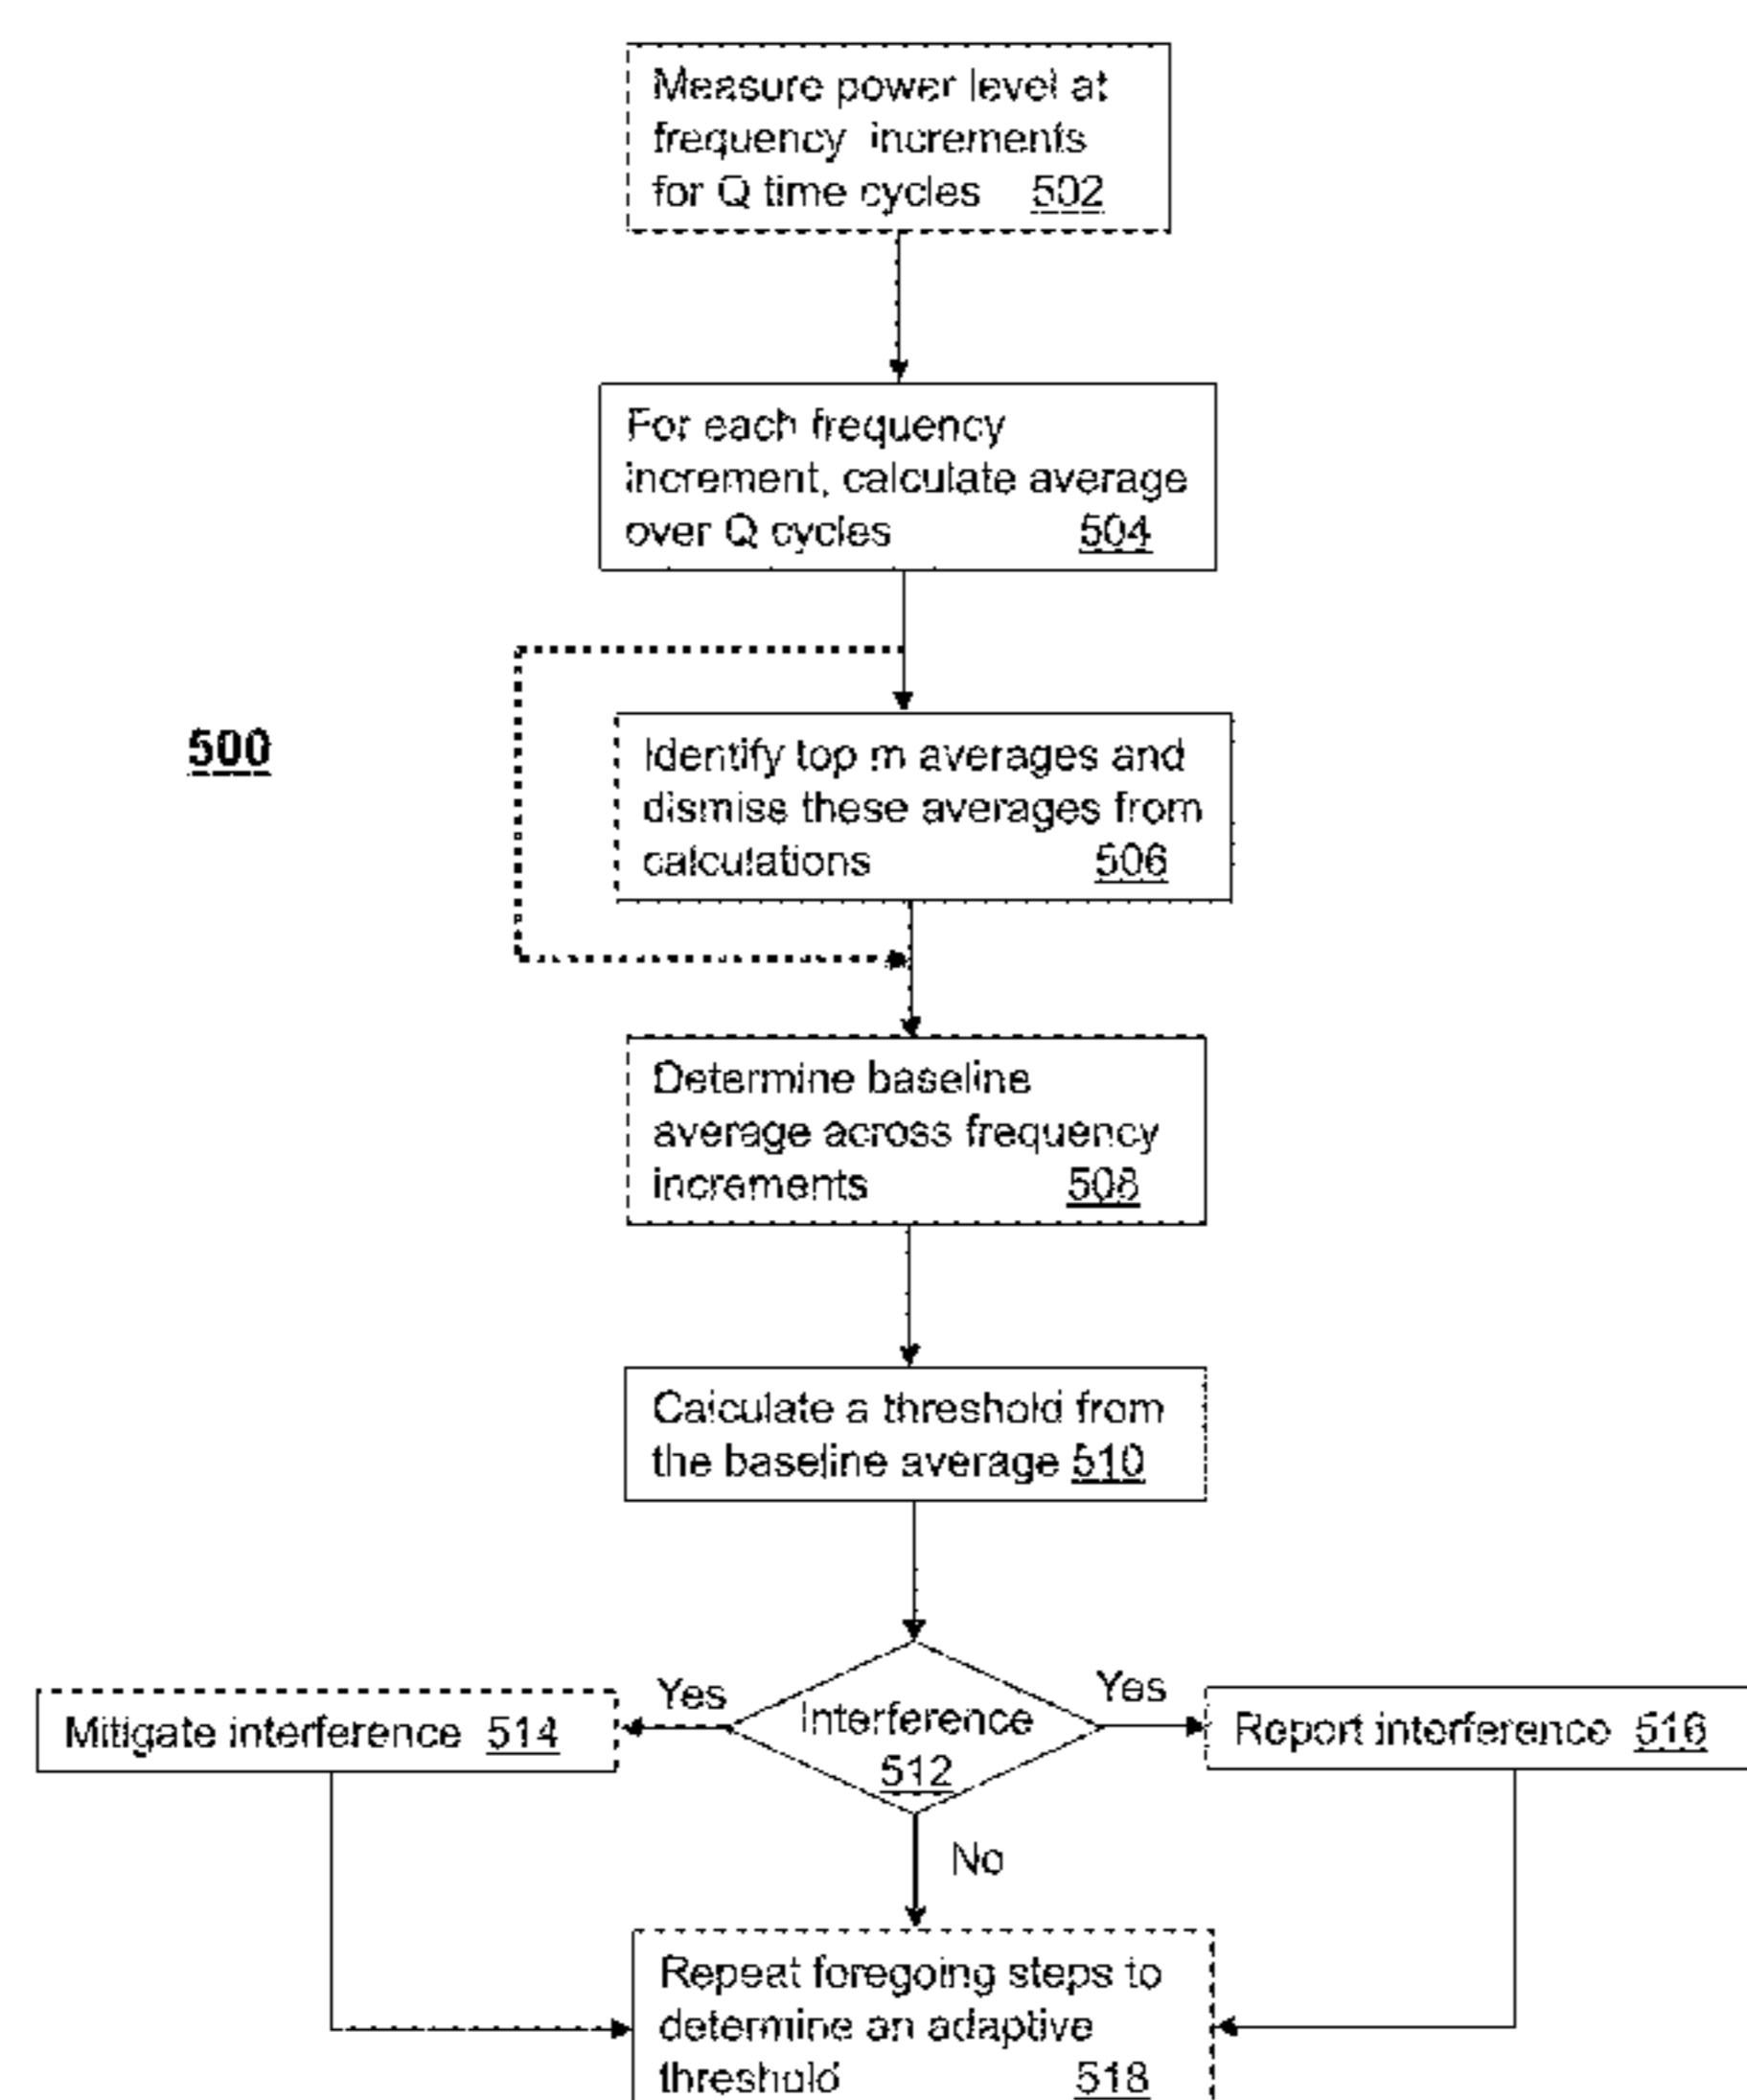 Measure power level at
frequency increments
for Q time cycles 502
For each frequency
increment, calculate average
over Q cycles 504
500
Identify top m averages and
dismiss these averages from
calculations 506
Determine baseline
average across frequency
increments 508
Calculate a threshold from
the baseline average 510
Yes
Yes
Mitigate interference 514
Interference
512
Report interference 516
No
Repeat foregoing steps to
determine an adaptive
threshold 518